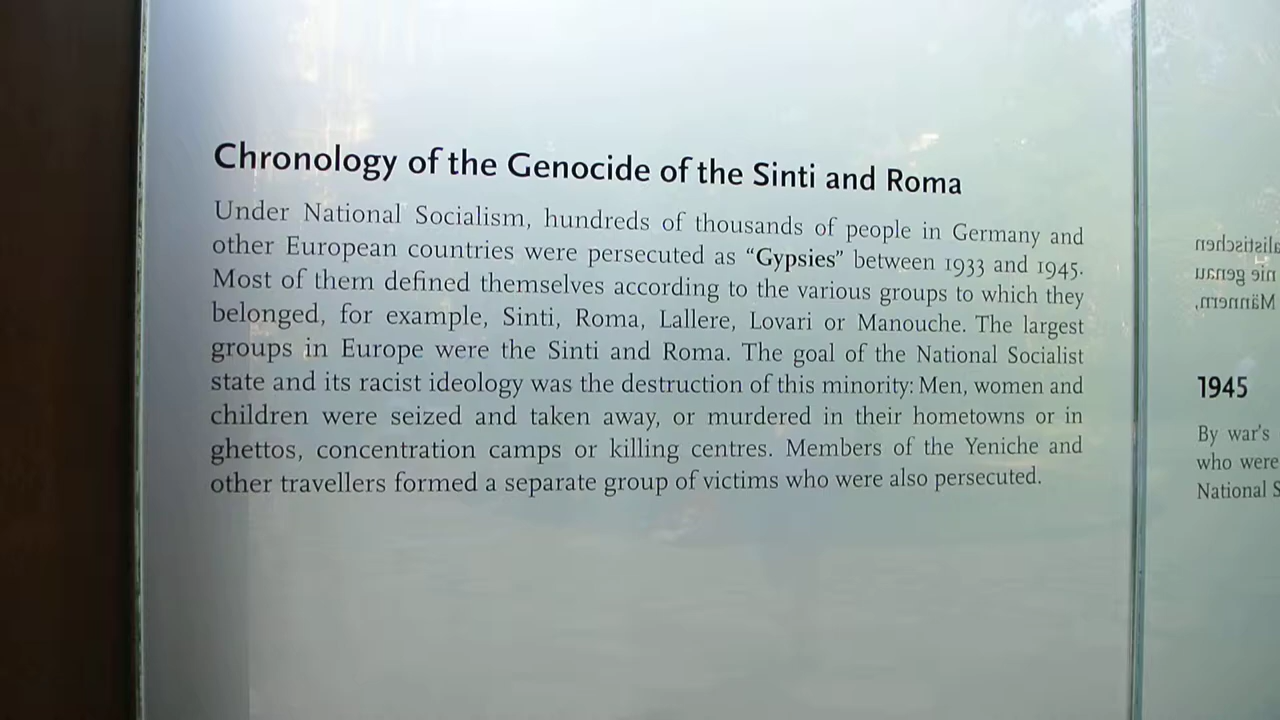 Chronology of the Genocide of the Sinti and Roma
Under National Socialism, hundreds of thousands of people in Germany and
other European countries were persecuted as “Gypsies” between 1933 and 1945.
Most of them defined themselves according to the various groups to which they
belonged, for example, Sinti, Roma, Lallere, Lovari or Manouche. The largest
groups in Europe were the Sinti and Roma. The goal of the National Socialist
state and its racist ideology was the destruction of this minority: Men, women and
children were seized and taken away, or murdered in their hometowns or in
ghettos, concentration camps or killing centres. Members of the Yeniche and
other travellers formed a separate group of victims who were also persecuted.
die genau
Männern.
1945
By war's
who were
National S